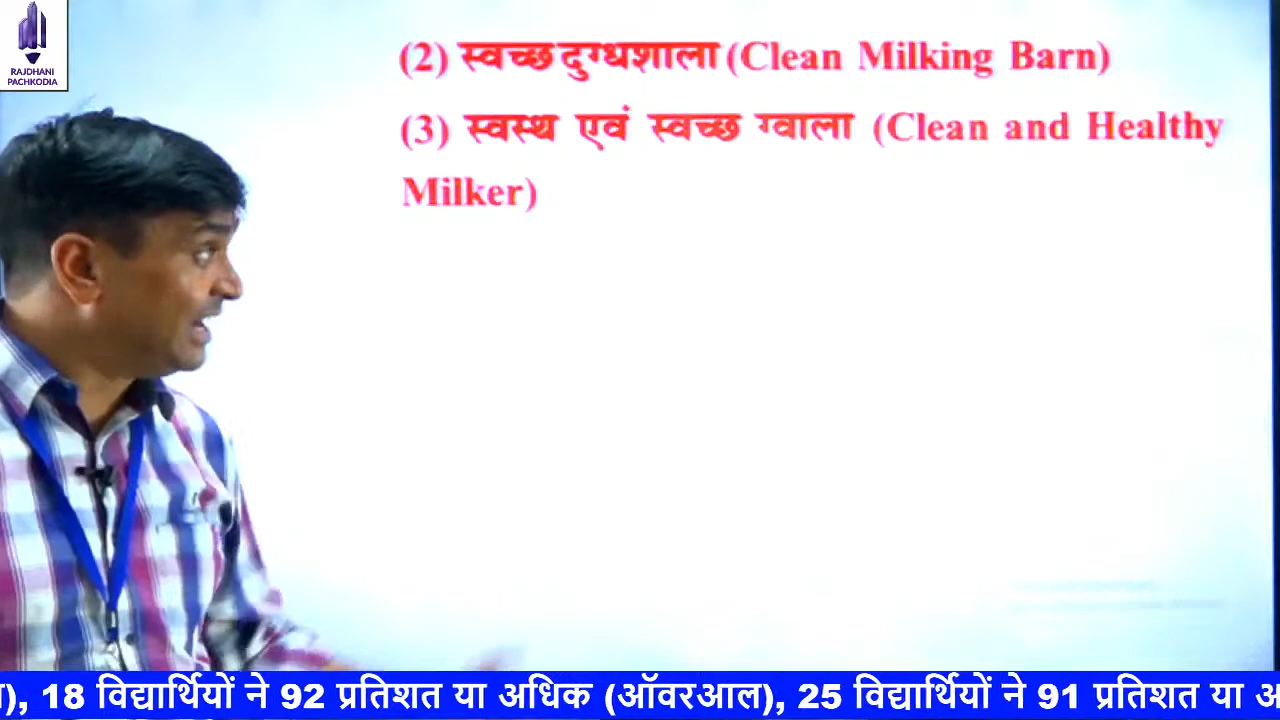 RAJDHANI
PACHKODIA
(2) स्वच्छ दुग्धशाला (Clean Milking Barn)
(3) स्वस्थ एवं स्वच्छ ग्वाला (Clean and Healthy
Milker)
), 18 विद्यार्थियों ने 92 प्रतिशत या अधिक (ऑवरआल), 25 विद्यार्थियों ने 91 प्रतिशत या